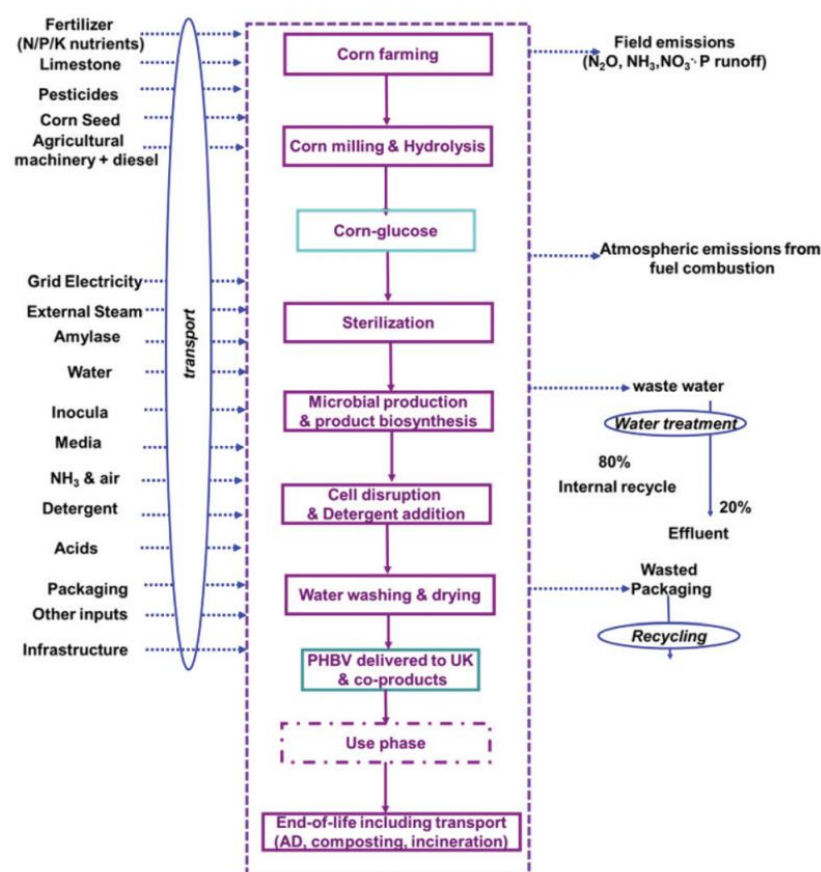 Fertilizer
(N/P/K nutrients)
Limestone
Pesticides
Corn Seed
Agricultural
machinery + diesel
Grid Electricity
External Steam
Amylase
Water
Inocula
Media
NH₃ & air
Detergent
Acids
Packaging
Other inputs
Infrastructure
transport
Corn farming
Corn milling & Hydrolysis
Corn-glucose
Sterilization
Microbial production
& product biosynthesis
Cell disruption
& Detergent addition
Water washing & drying
PHBV delivered to UK
& co-products
Use phase
End-of-life including transport
(AD, composting, incineration)
Field emissions
(N₂O, NH₃,NO₃⁻, P runoff)
Atmospheric emissions from
fuel combustion
waste water
Water treatment
80%
Internal recycle
20%
Effluent
Wasted
Packaging
Recycling